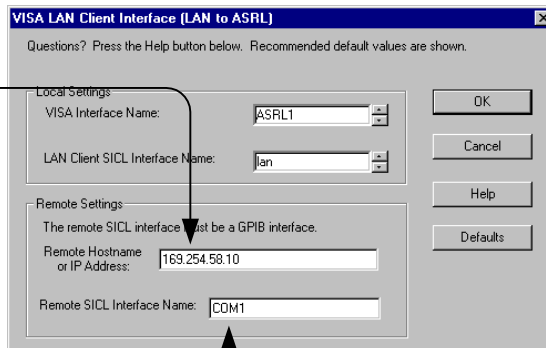 VISA LAN Client Interface (LAN to ASRL)
Questions? Press the Help button below. Recommended default values are shown.
Local Settings
VISA Interface Name: ASRL1
LAN Client SICL Interface Name: lan
OK
Cancel
Help
Defaults
Remote Settings
The remote SICL interface must be a GPIB interface.
Remote Hostname
or IP Address: 169.254.58.10
Remote SICL Interface Name: COM1